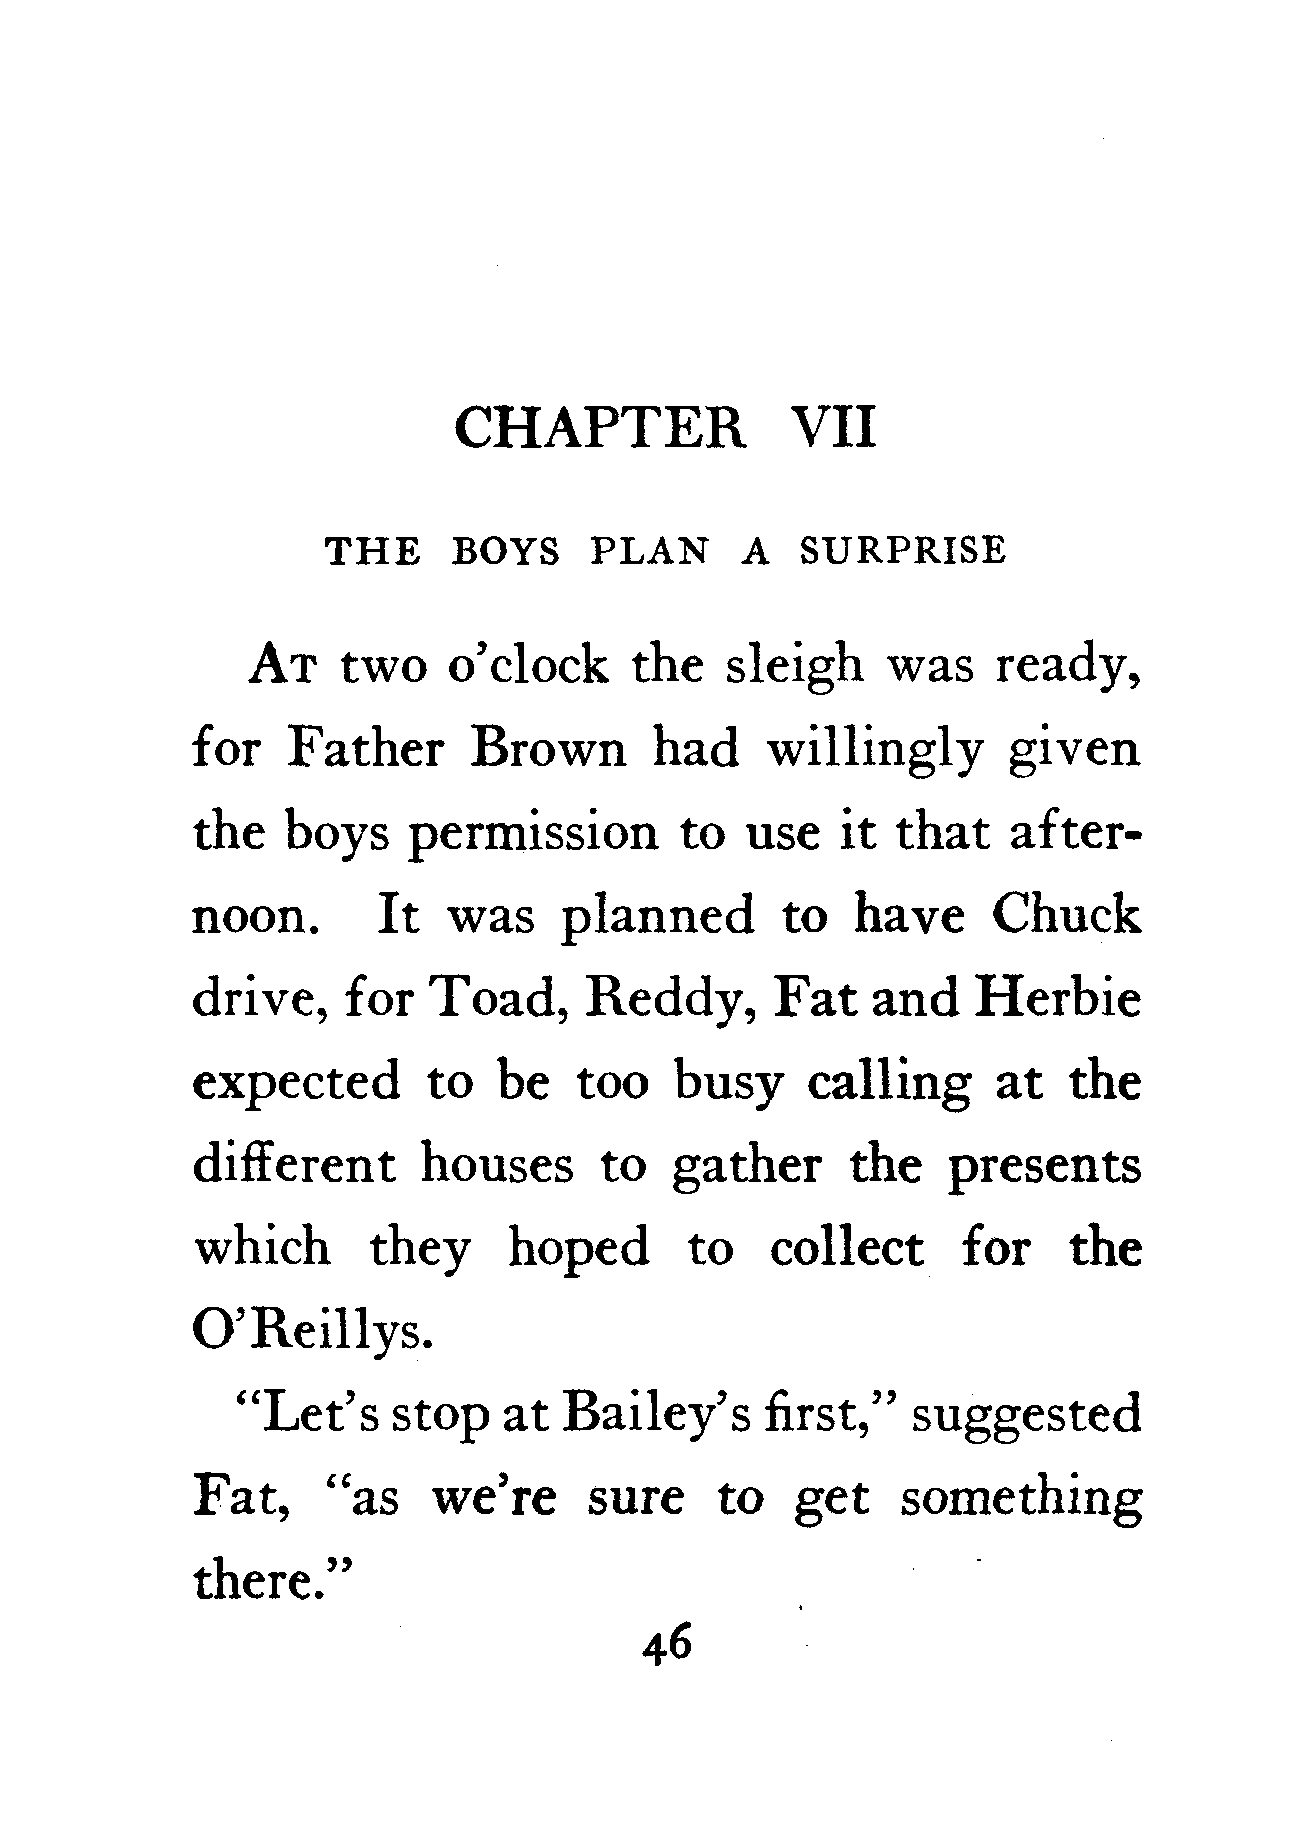 CHAPTER VII
THE BOYS PLAN A SURPRISE
At two o’clock the sleigh was ready,
for Father Brown had willingly given
the boys permission to use it that after-
noon. It was planned to have Chuck
drive, for Toad, Reddy, Fat and Herbie
expected to be too busy calling at the
different houses to gather the presents
which they hoped to collect for the
O’Reillys.
“Let’s stop at Bailey’s first,” suggested
Fat, “as we’re sure to get something
there.”
46